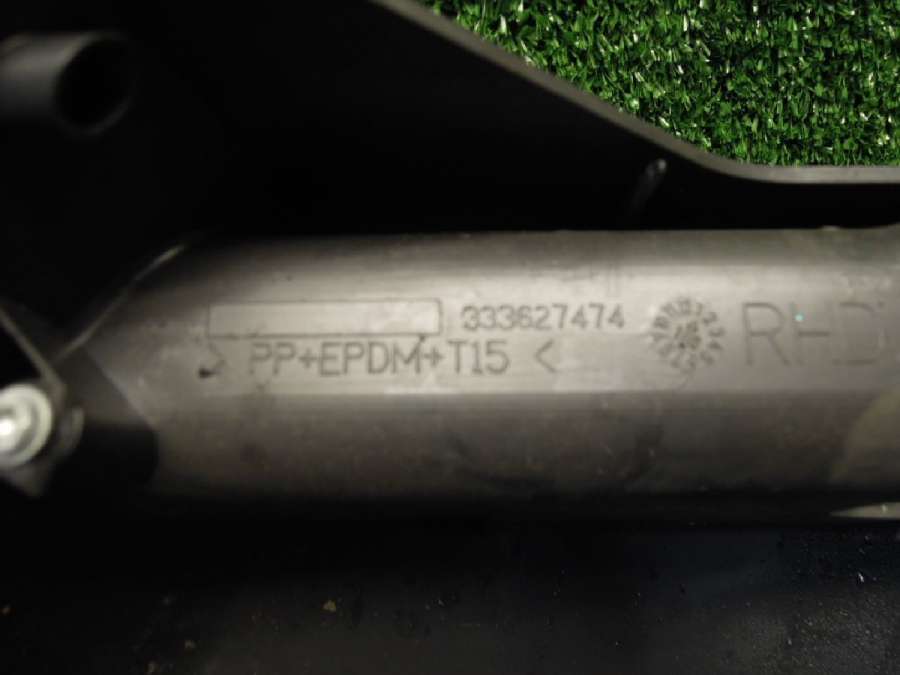 333627474
RHD
> PP+EPDM+T15 <